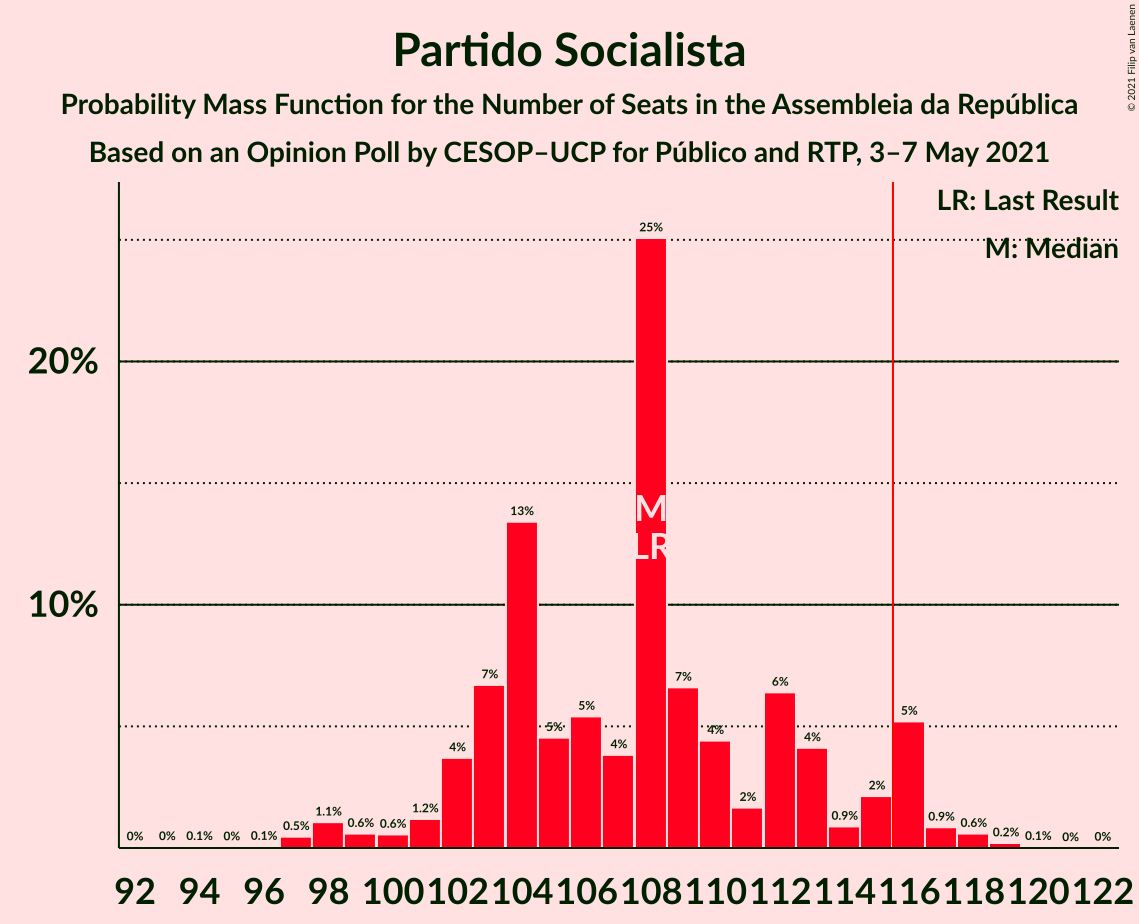 Partido Socialista
Probability Mass Function for the Number of Seats in the Assembleia da República
Based on an Opinion Poll by CESOP–UCP for Público and RTP, 3–7 May 2021
© 2021 Filip van Laenen
LR: Last Result
M: Median
20%
10%
0% 0% 0.1% 0% 0.1% 0.5% 1.1% 0.6% 0.6% 1.2% 4% 7% 13% 5% 5% 4% 25% 7% 4% 2% 6% 4% 0.9% 2% 5% 0.9% 0.6% 0.2% 0.1% 0% 0%
M
LR
92 94 96 98 100 102 104 106 108 110 112 114 116 118 120 122